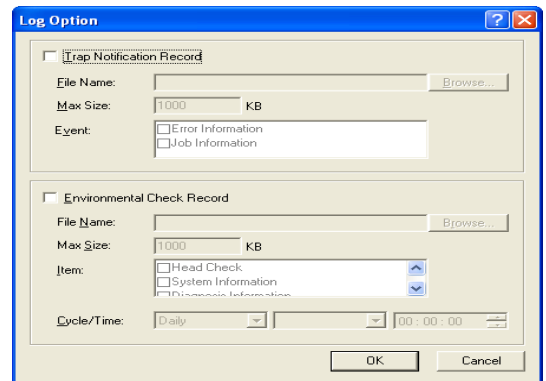 Log Option
Trap Notification Record
File Name: Browse...
Max Size: 1000 KB
Event: Error Information
Job Information
Environmental Check Record
File Name: Browse...
Max Size: 1000 KB
Item: Head Check
System Information
Diagnosis Information
Cycle/Time: Daily 00 : 00 : 00
OK Cancel